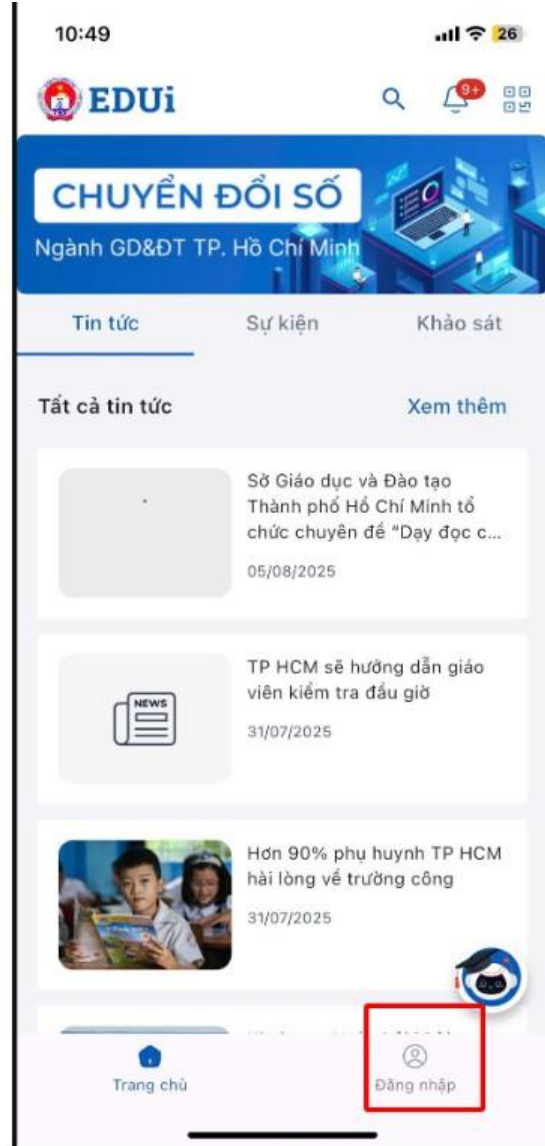 10:49
26
EDUi
9+
CHUYỂN ĐỔI SỐ
Ngành GD&ĐT TP. Hồ Chí Minh
Tin tức
Sự kiện
Khảo sát
Tất cả tin tức
Xem thêm
Sở Giáo dục và Đào tạo
Thành phố Hồ Chí Minh tổ
chức chuyên đề “Dạy đọc c...
05/08/2025
NEWS
TP HCM sẽ hướng dẫn giáo
viên kiểm tra đầu giờ
31/07/2025
Hơn 90% phụ huynh TP HCM
hài lòng về trường công
31/07/2025
Trang chủ
Đăng nhập